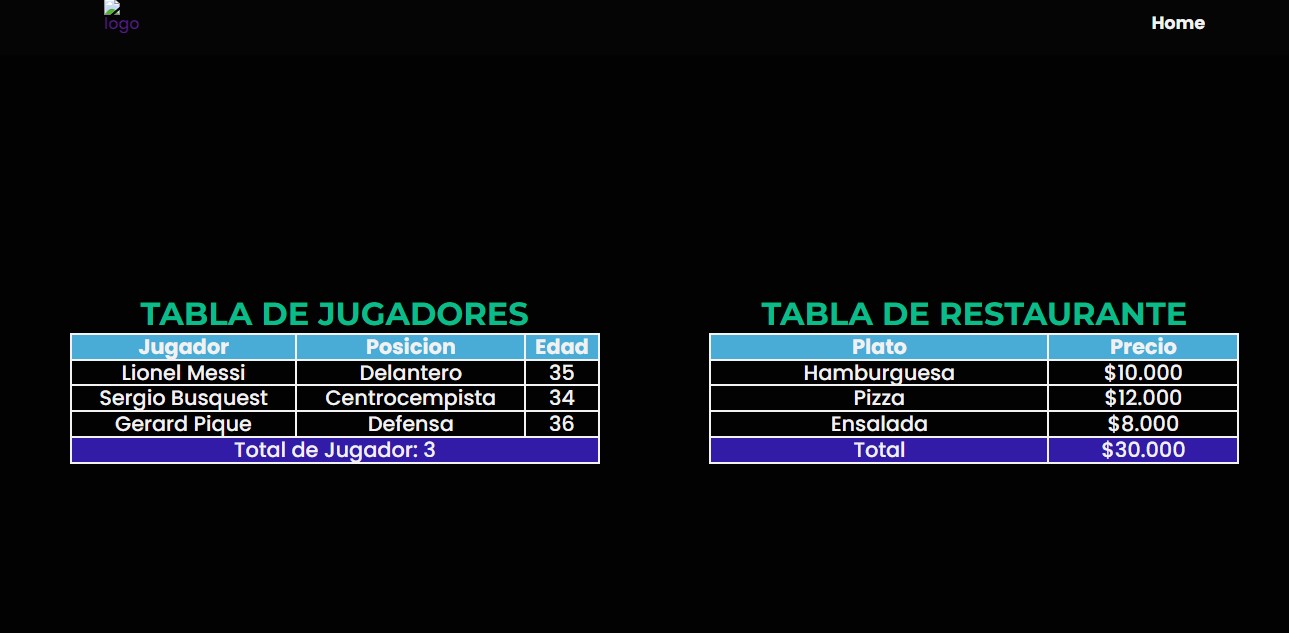 logo
Home
TABLA DE JUGADORES
Jugador Posicion Edad
Lionel Messi Delantero 35
Sergio Busquest Centrocempista 34
Gerard Pique Defensa 36
Total de Jugador: 3
TABLA DE RESTAURANTE
Plato Precio
Hamburguesa $10.000
Pizza $12.000
Ensalada $8.000
Total $30.000